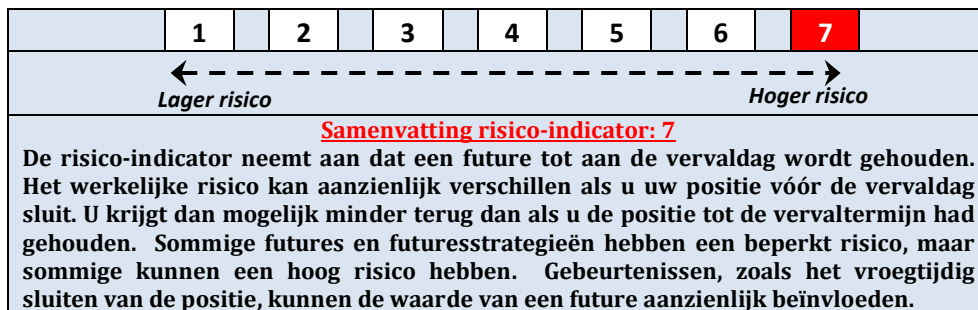 1 2 3 4 5 6 7
Lager risico Hoger risico
Samenvatting risico-indicator: 7
De risico-indicator neemt aan dat een future tot aan de vervaldag wordt gehouden.
Het werkelijke risico kan aanzienlijk verschillen als u uw positie vóór de vervaldag
sluit. U krijgt dan mogelijk minder terug dan als u de positie tot de vervaltermijn had
gehouden. Sommige futures en futuresstrategieën hebben een beperkt risico, maar
sommige kunnen een hoog risico hebben. Gebeurtenissen, zoals het vroegtijdig
sluiten van de positie, kunnen de waarde van een future aanzienlijk beïnvloeden.